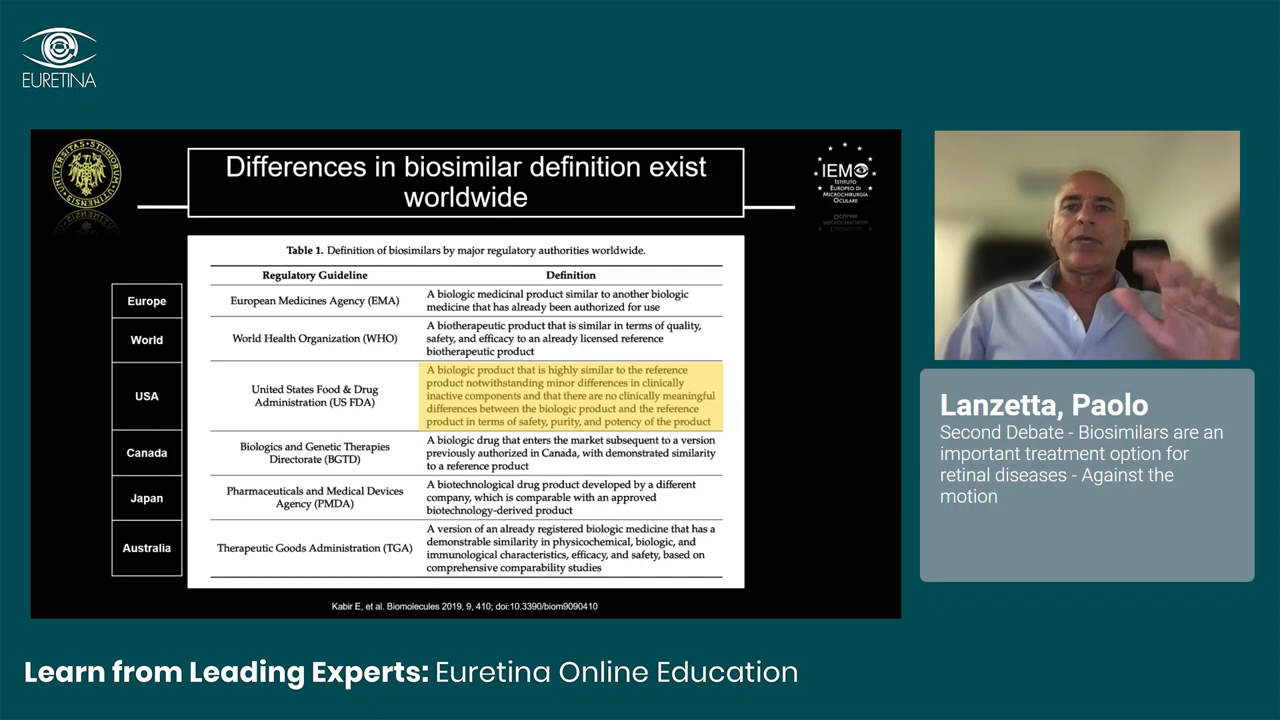 EURETINA
UNIVERSITAS STUDIORUM UTINENSIS
Differences in biosimilar definition exist
worldwide
IEMO
Istituto
Europeo di
Microchirurgia
Oculare
Table 1. Definition of biosimilars by major regulatory authorities worldwide.
Regulatory Guideline
Definition
Europe
European Medicines Agency (EMA)
A biologic medicinal product similar to another biologic
medicine that has already been authorized for use
World
World Health Organization (WHO)
A biotherapeutic product that is similar in terms of quality,
safety, and efficacy to an already licensed reference
biotherapeutic product
USA
United States Food & Drug
Administration (US FDA)
A biologic product that is highly similar to the reference
product notwithstanding minor differences in clinically
inactive components and that there are no clinically meaningful
differences between the biologic product and the reference
product in terms of safety, purity, and potency of the product
Canada
Biologics and Genetic Therapies
Directorate (BGTD)
A biologic drug that enters the market subsequent to a version
previously authorized in Canada, with demonstrated similarity
to a reference product
Japan
Pharmaceuticals and Medical Devices
Agency (PMDA)
A biotechnological drug product developed by a different
company, which is comparable with an approved
biotechnology-derived product
Australia
Therapeutic Goods Administration (TGA)
A version of an already registered biologic medicine that has a
demonstrable similarity in physicochemical, biologic, and
immunological characteristics, efficacy, and safety, based on
comprehensive comparability studies
Kabir E, et al. Biomolecules 2019, 9, 410; doi:10.3390/biom9090410
Lanzetta, Paolo
Second Debate - Biosimilars are an
important treatment option for
retinal diseases - Against the
motion
Learn from Leading Experts: Euretina Online Education